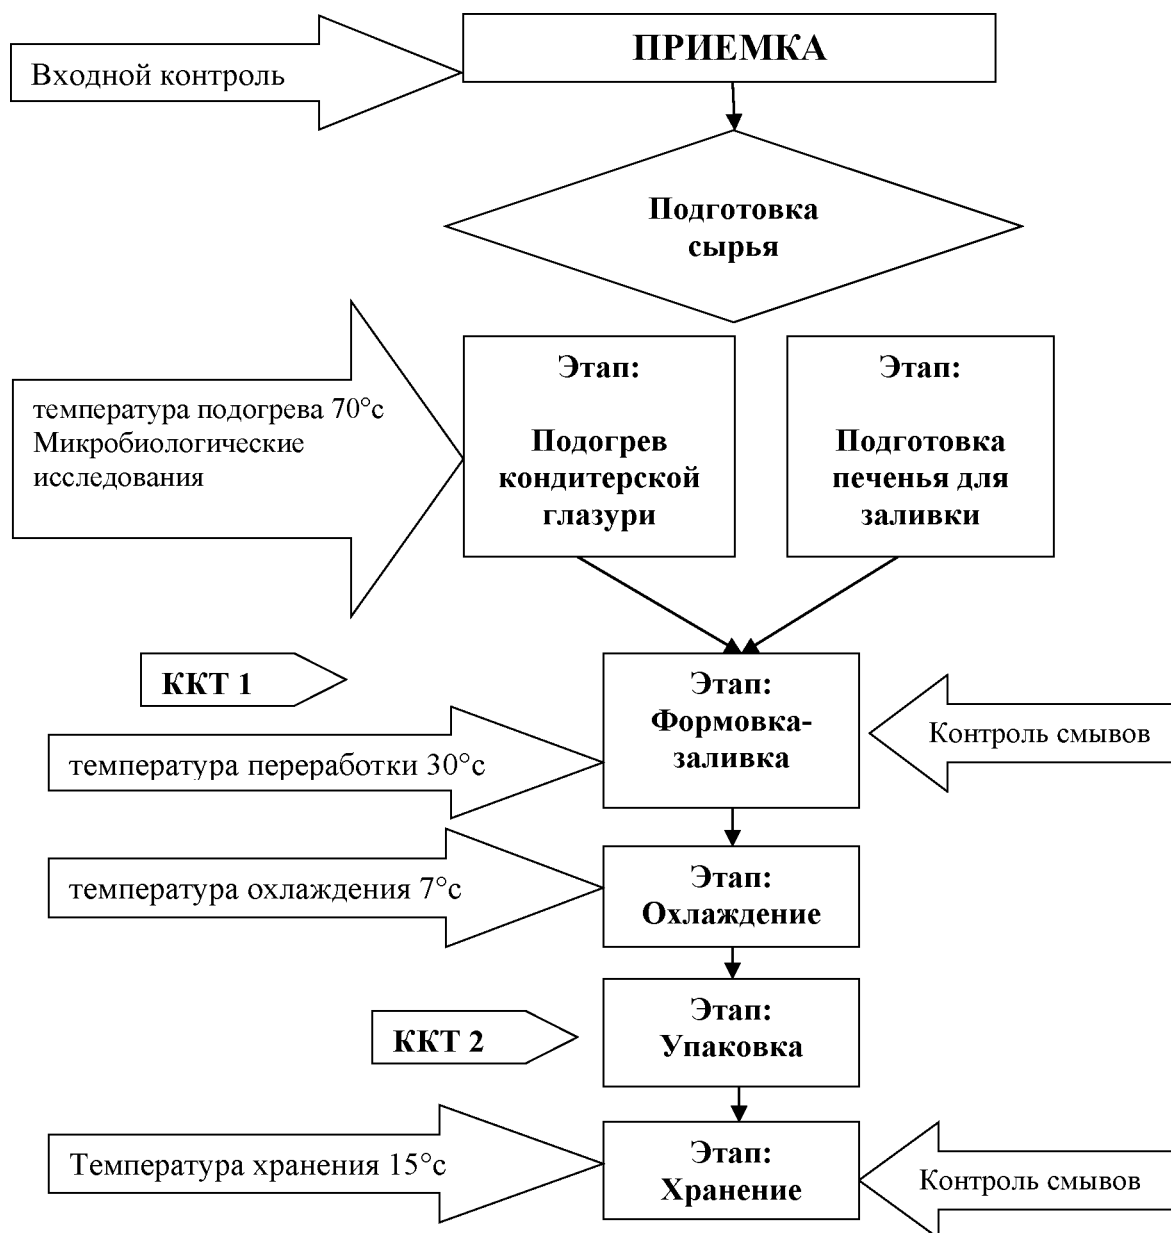 ПРИЕМКА
Входной контроль
Подготовка
сырья
Этап:
Подогрев
кондитерской
глазури
Этап:
Подготовка
печенья для
заливки
температура подогрева 70°с
Микробиологические
исследования
ККТ 1
Этап:
Формовка-
заливка
Контроль смывов
температура переработки 30°с
температура охлаждения 7°с
Этап:
Охлаждение
ККТ 2
Этап:
Упаковка
Температура хранения 15°с
Этап:
Хранение
Контроль смывов